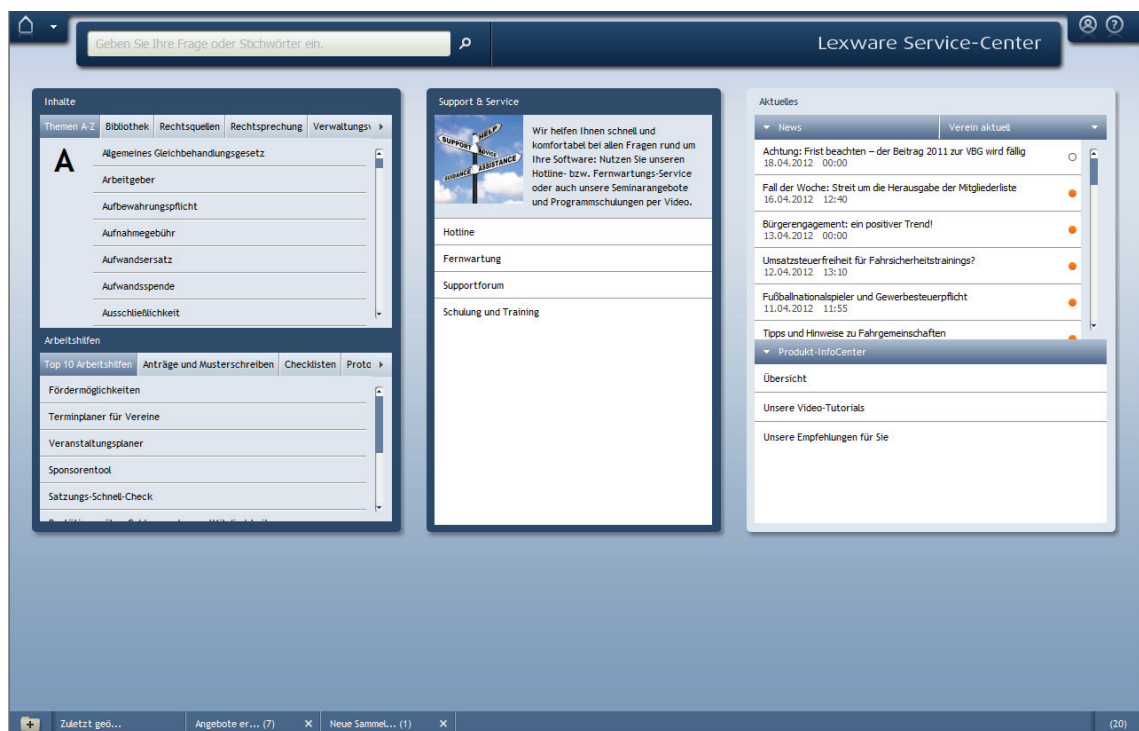 Geben Sie Ihre Frage oder Stichwörter ein.
Lexware Service-Center
Inhalte
Themen A-Z Bibliothek Rechtsquellen Rechtsprechung Verwaltungsv
A
Allgemeines Gleichbehandlungsgesetz
Arbeitgeber
Aufbewahrungspflicht
Aufnahmegebühr
Aufwandsersatz
Aufwandsspende
Ausschließlichkeit
Arbeitshilfen
Top 10 Arbeitshilfen Anträge und Musterschreiben Checklisten Proto
Fördermöglichkeiten
Terminplaner für Vereine
Veranstaltungsplaner
Sponsorentool
Satzungs-Schnell-Check
Support & Service
HELP
SUPPORT
ADVICE
ASSISTANCE
GUIDANCE
Wir helfen Ihnen schnell und
komfortabel bei allen Fragen rund um
Ihre Software: Nutzen Sie unseren
Hotline- bzw. Fernwartungs-Service
oder auch unsere Seminarangebote
und Programmschulungen per Video.
Hotline
Fernwartung
Supportforum
Schulung und Training
Aktuelles
News Verein aktuell
Achtung: Frist beachten – der Beitrag 2011 zur VBG wird fällig
18.04.2012 00:00
Fall der Woche: Streit um die Herausgabe der Mitgliederliste
16.04.2012 12:40
Bürgerengagement: ein positiver Trend!
13.04.2012 00:00
Umsatzsteuerfreiheit für Fahrsicherheitstrainings?
12.04.2012 13:10
Fußballnationalspieler und Gewerbesteuerpflicht
11.04.2012 11:55
Tipps und Hinweise zu Fahrgemeinschaften
Produkt-InfoCenter
Übersicht
Unsere Video-Tutorials
Unsere Empfehlungen für Sie
Zuletzt geö... Angebote er... (7) Neue Sammel... (1) (20)